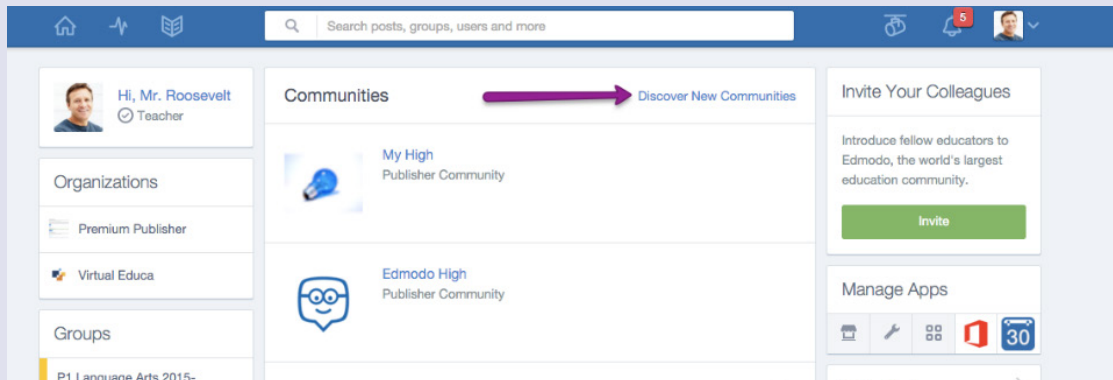 Search posts, groups, users and more
5
Hi, Mr. Roosevelt
Teacher
Organizations
Premium Publisher
Virtual Educa
Groups
P1 Language Arts 2015-
Communities
Discover New Communities
My High
Publisher Community
Edmodo High
Publisher Community
Invite Your Colleagues
Introduce fellow educators to
Edmodo, the world's largest
education community.
Invite
Manage Apps
30